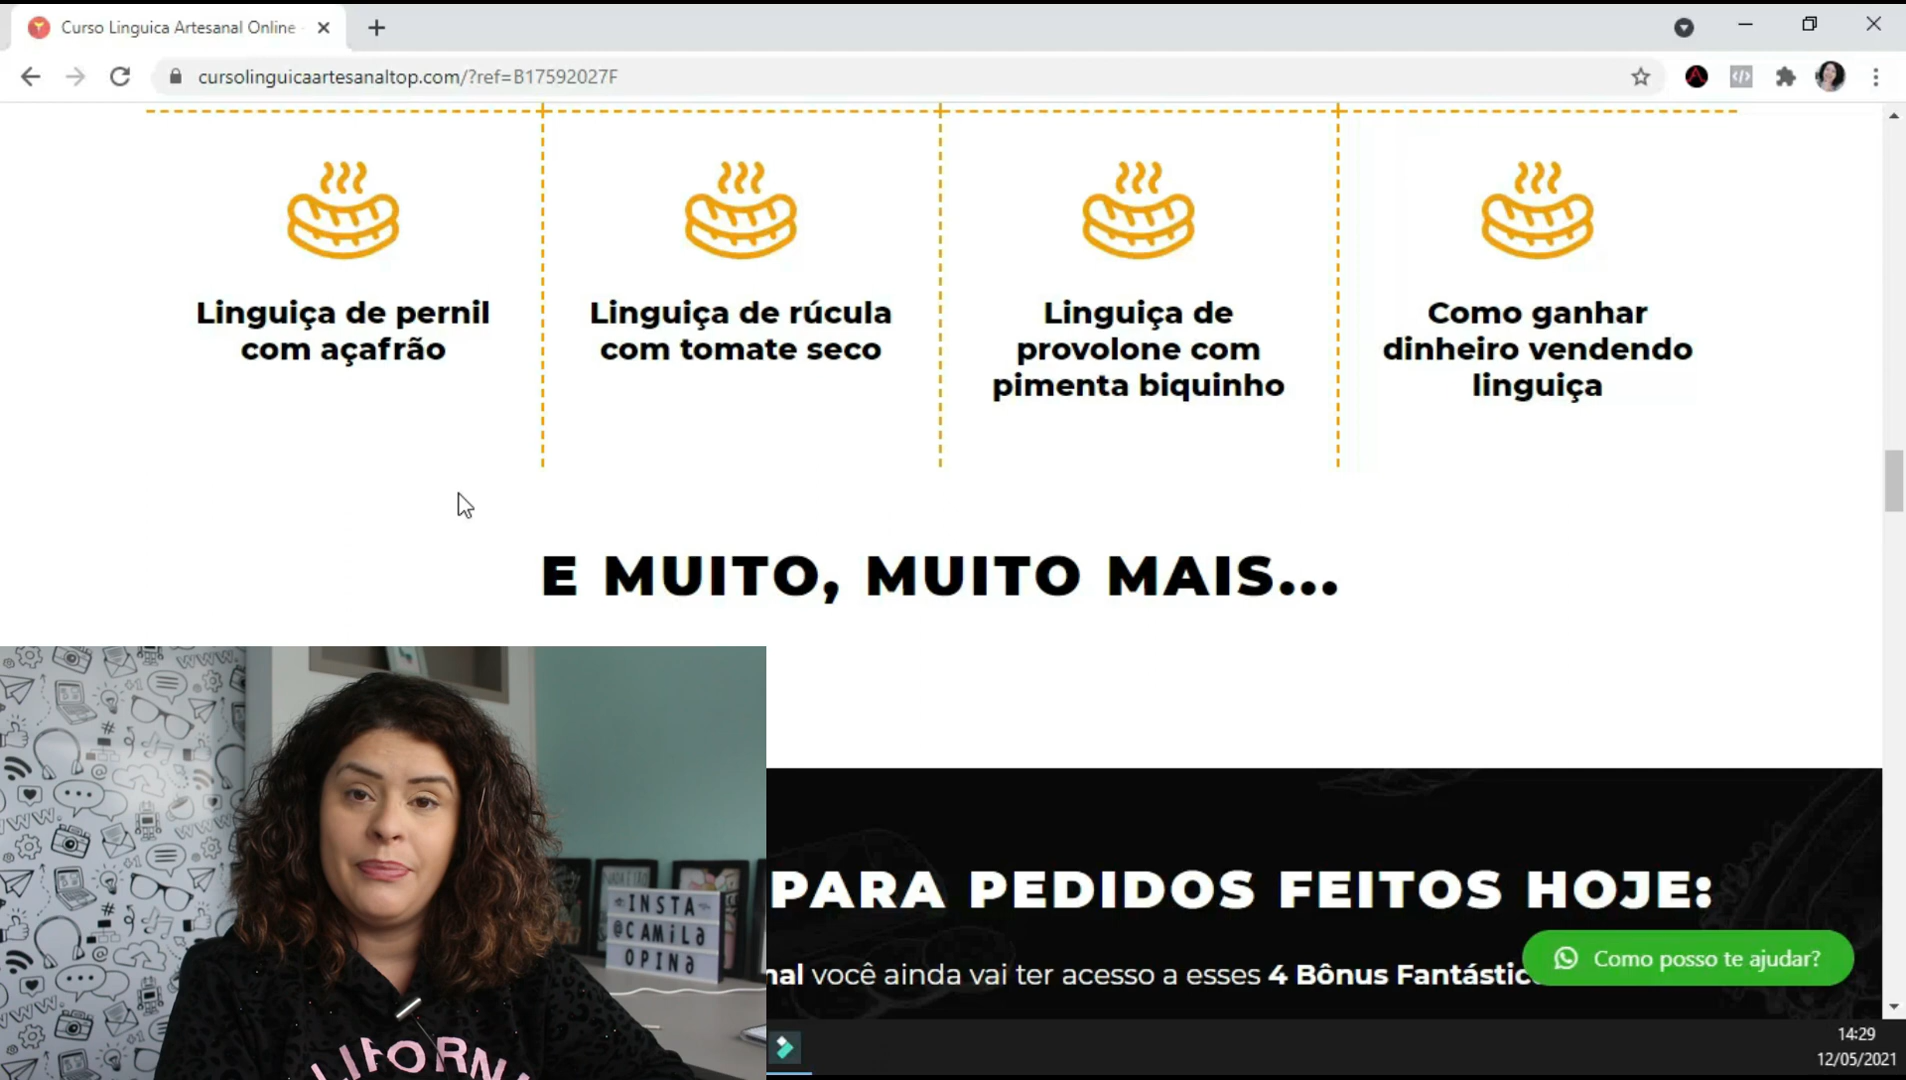 Curso Linguica Artesanal Online
cursolinguicaartesanaltop.com/?ref=B17592027F
Linguiça de pernil
com açafrão
Linguiça de rúcula
com tomate seco
Linguiça de
provolone com
pimenta biquinho
Como ganhar
dinheiro vendendo
linguiça
E MUITO, MUITO MAIS...
PARA PEDIDOS FEITOS HOJE:
nal você ainda vai ter acesso a esses 4 Bônus Fantástic
Como posso te ajudar?
INSTA
@CAMILA
OPINA
LIFORN
14:29
12/05/2021